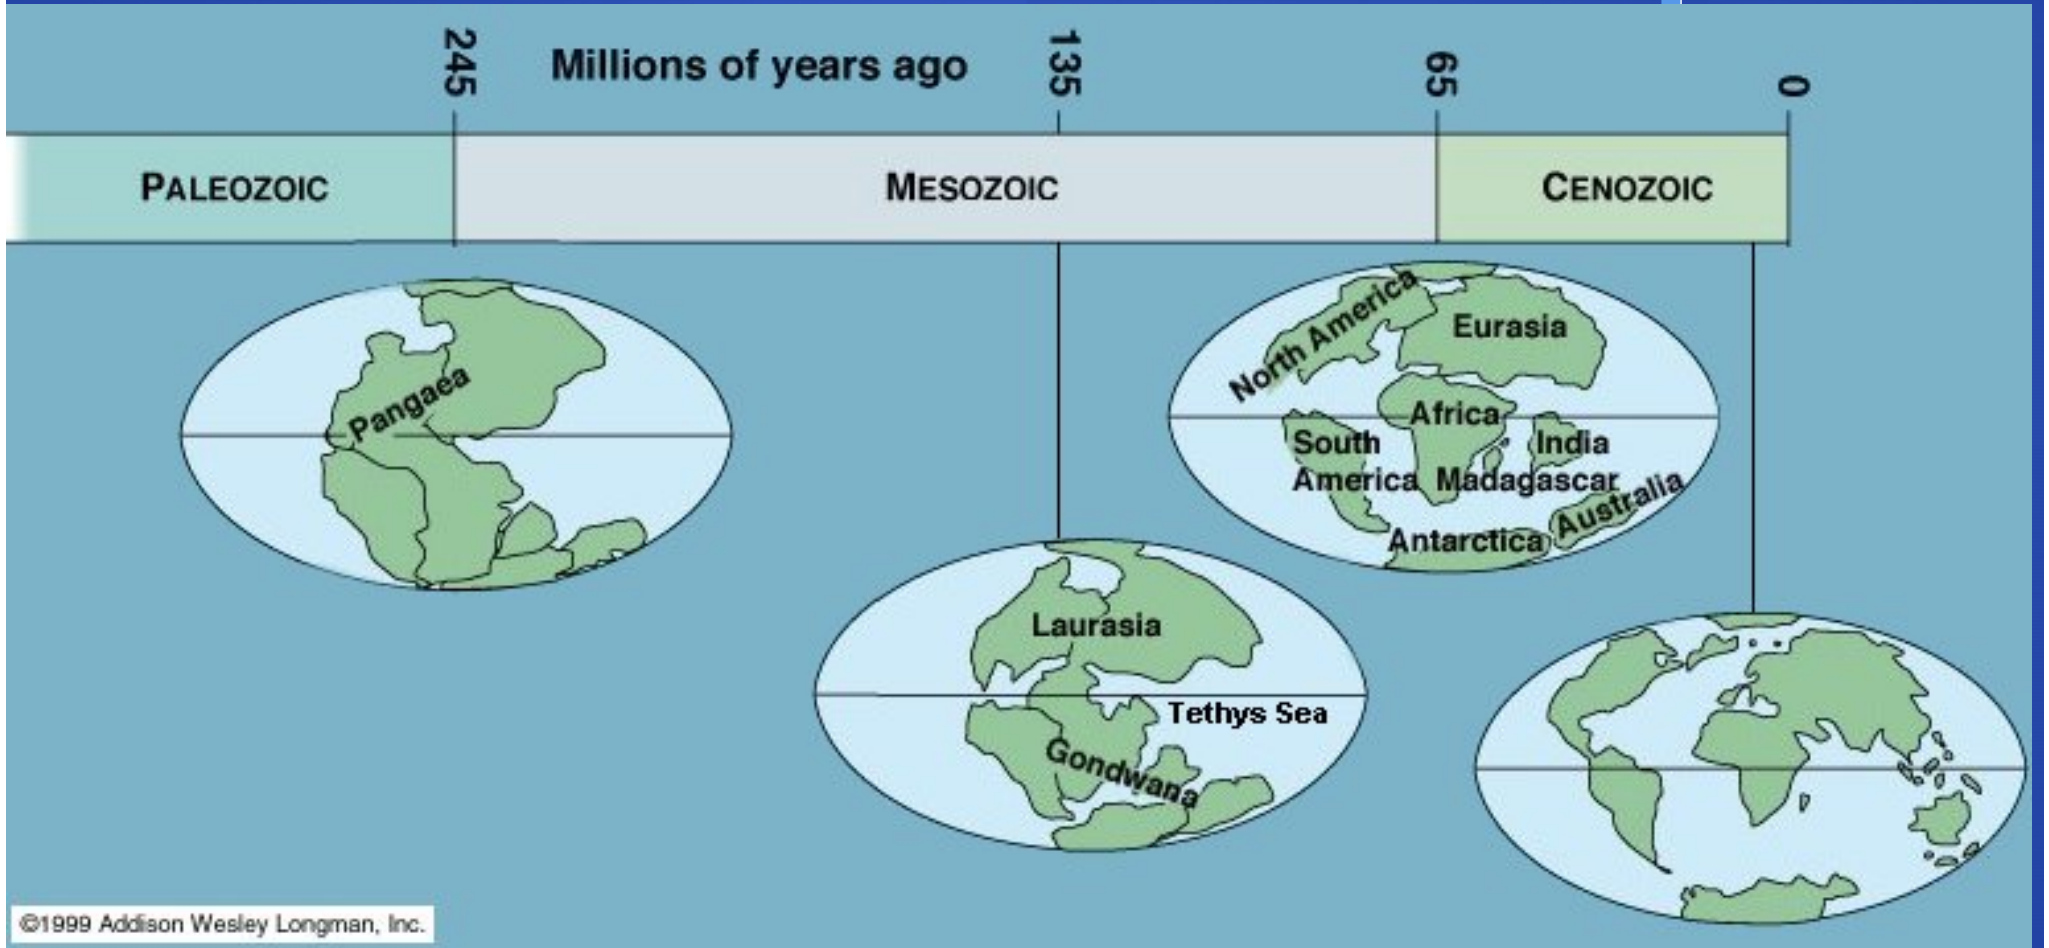 245
Millions of years ago
135
65
0
PALEOZOIC
MESOZOIC
CENOZOIC
Pangaea
North America
Eurasia
Africa
South
America
India
Madagascar
Australia
Antarctica
Laurasia
Tethys Sea
Gondwana
©1999 Addison Wesley Longman, Inc.